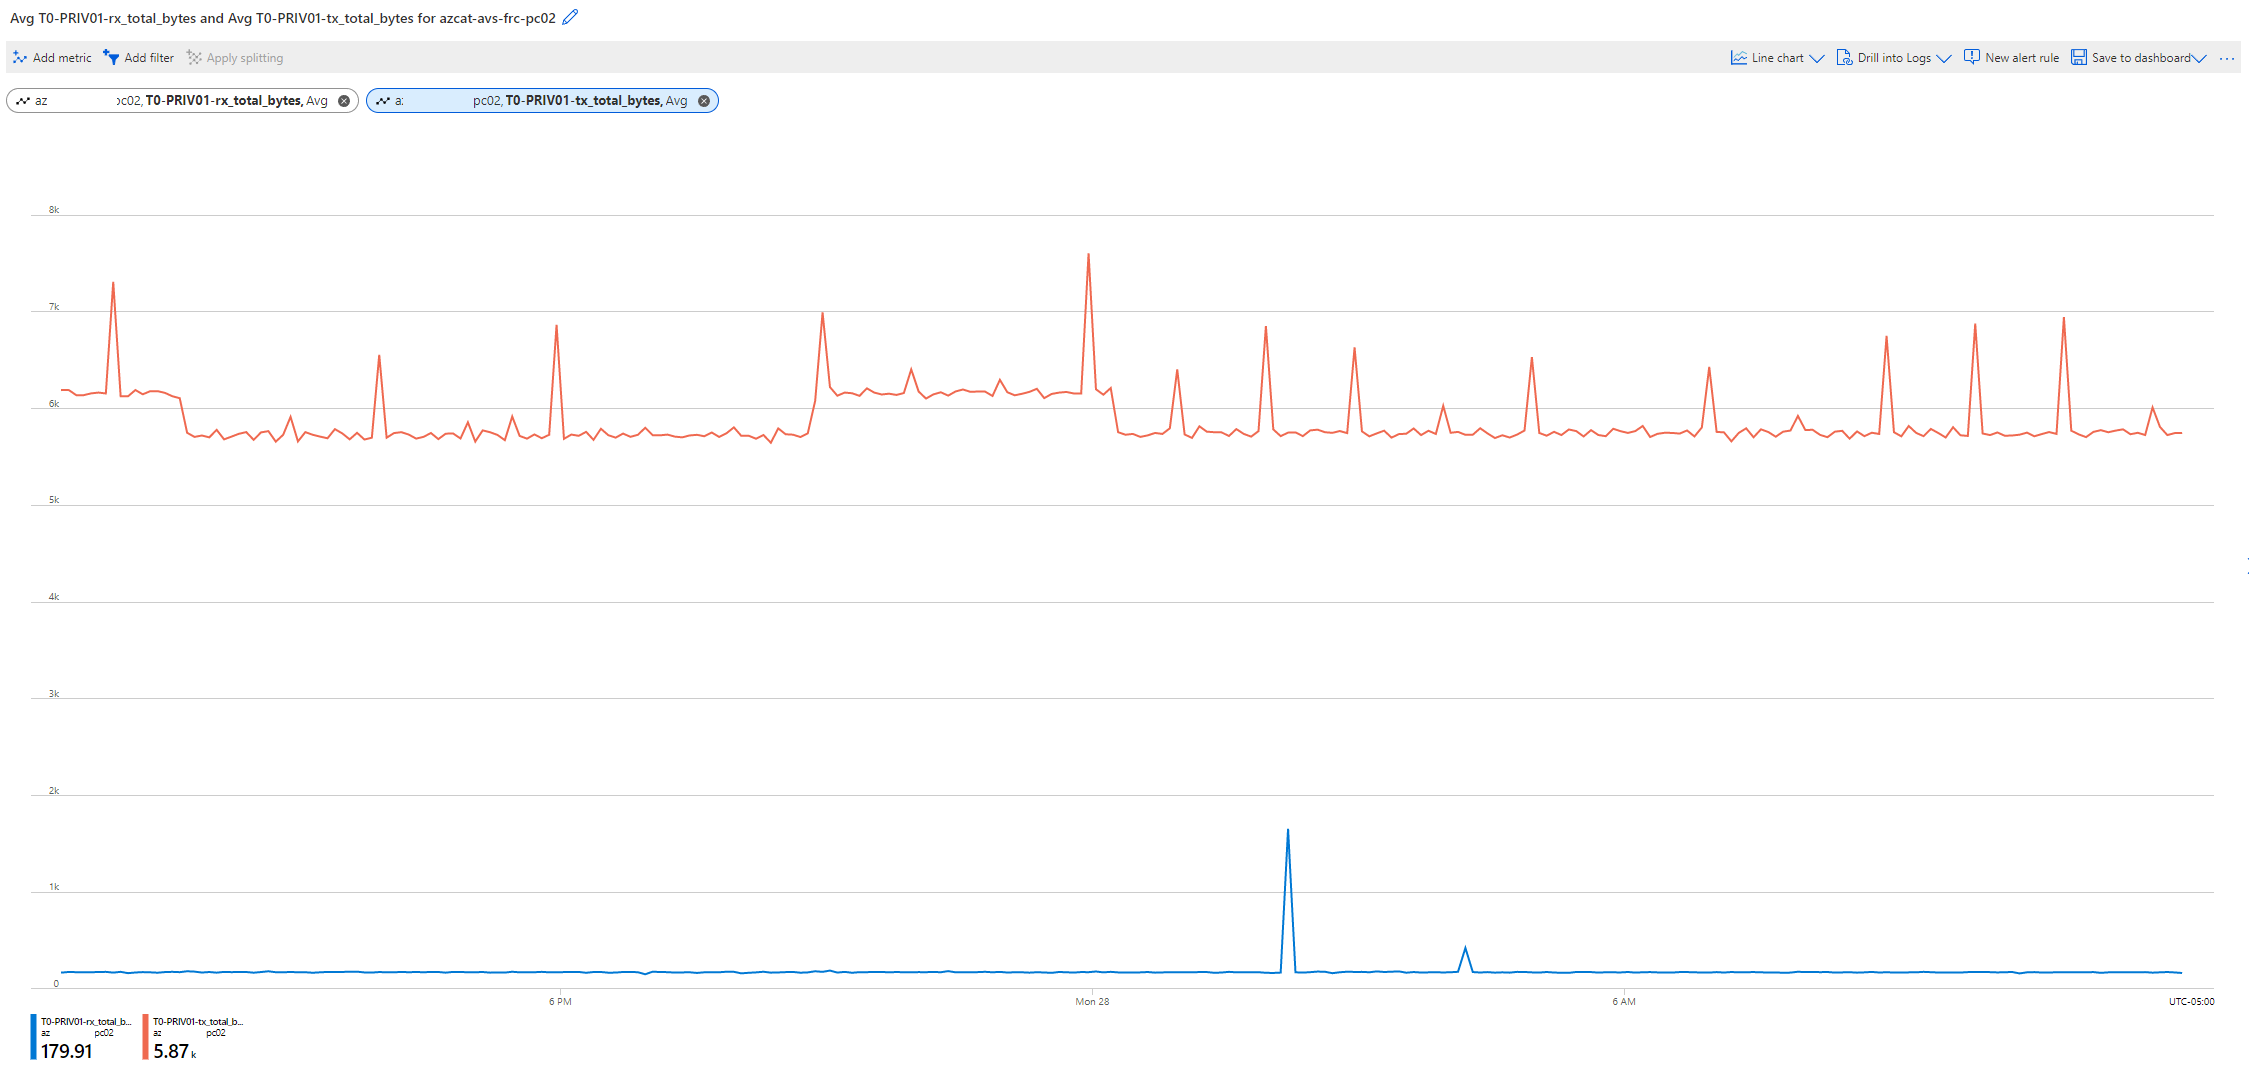 Avg T0-PRIV01-rx_total_bytes and Avg T0-PRIV01-tx_total_bytes for azcat-avs-frc-pc02
Add metric Add filter Apply splitting Line chart Drill into Logs New alert rule Save to dashboard ...
az pc02, T0-PRIV01-rx_total_bytes, Avg a pc02, T0-PRIV01-tx_total_bytes, Avg
8k
7k
6k
5k
4k
3k
2k
1k
0
6 PM Mon 28 6 AM UTC-05:00
T0-PRIV01-rx_total_b... T0-PRIV01-tx_total_b...
az pc02 az pc02
179.91 5.87 k